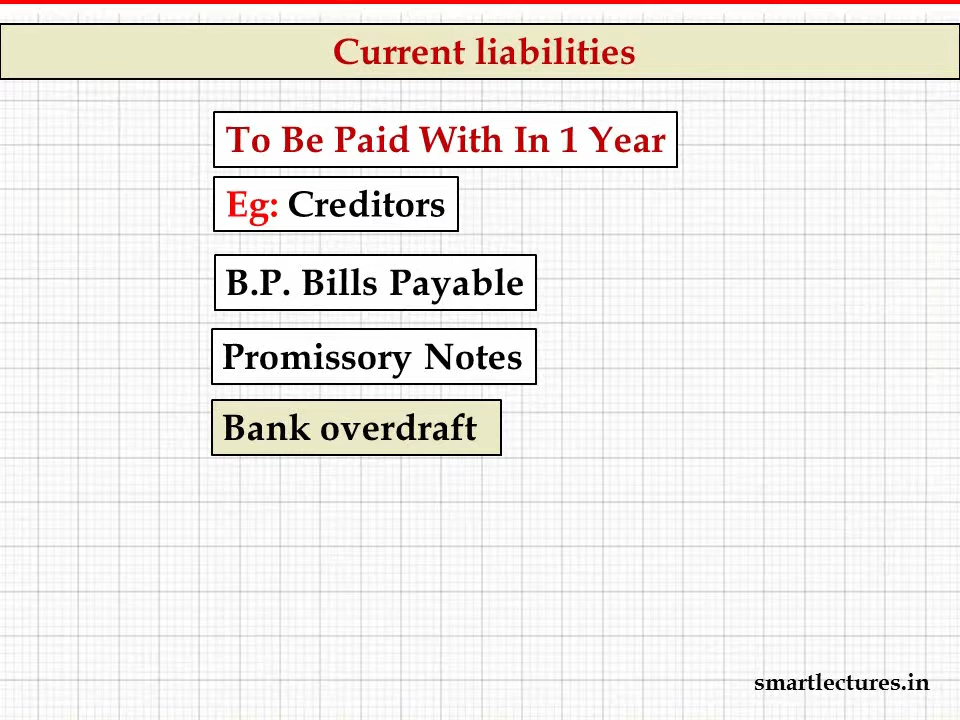 Current liabilities
To Be Paid With In 1 Year
Eg: Creditors
B.P. Bills Payable
Promissory Notes
Bank overdraft
smartlectures.in